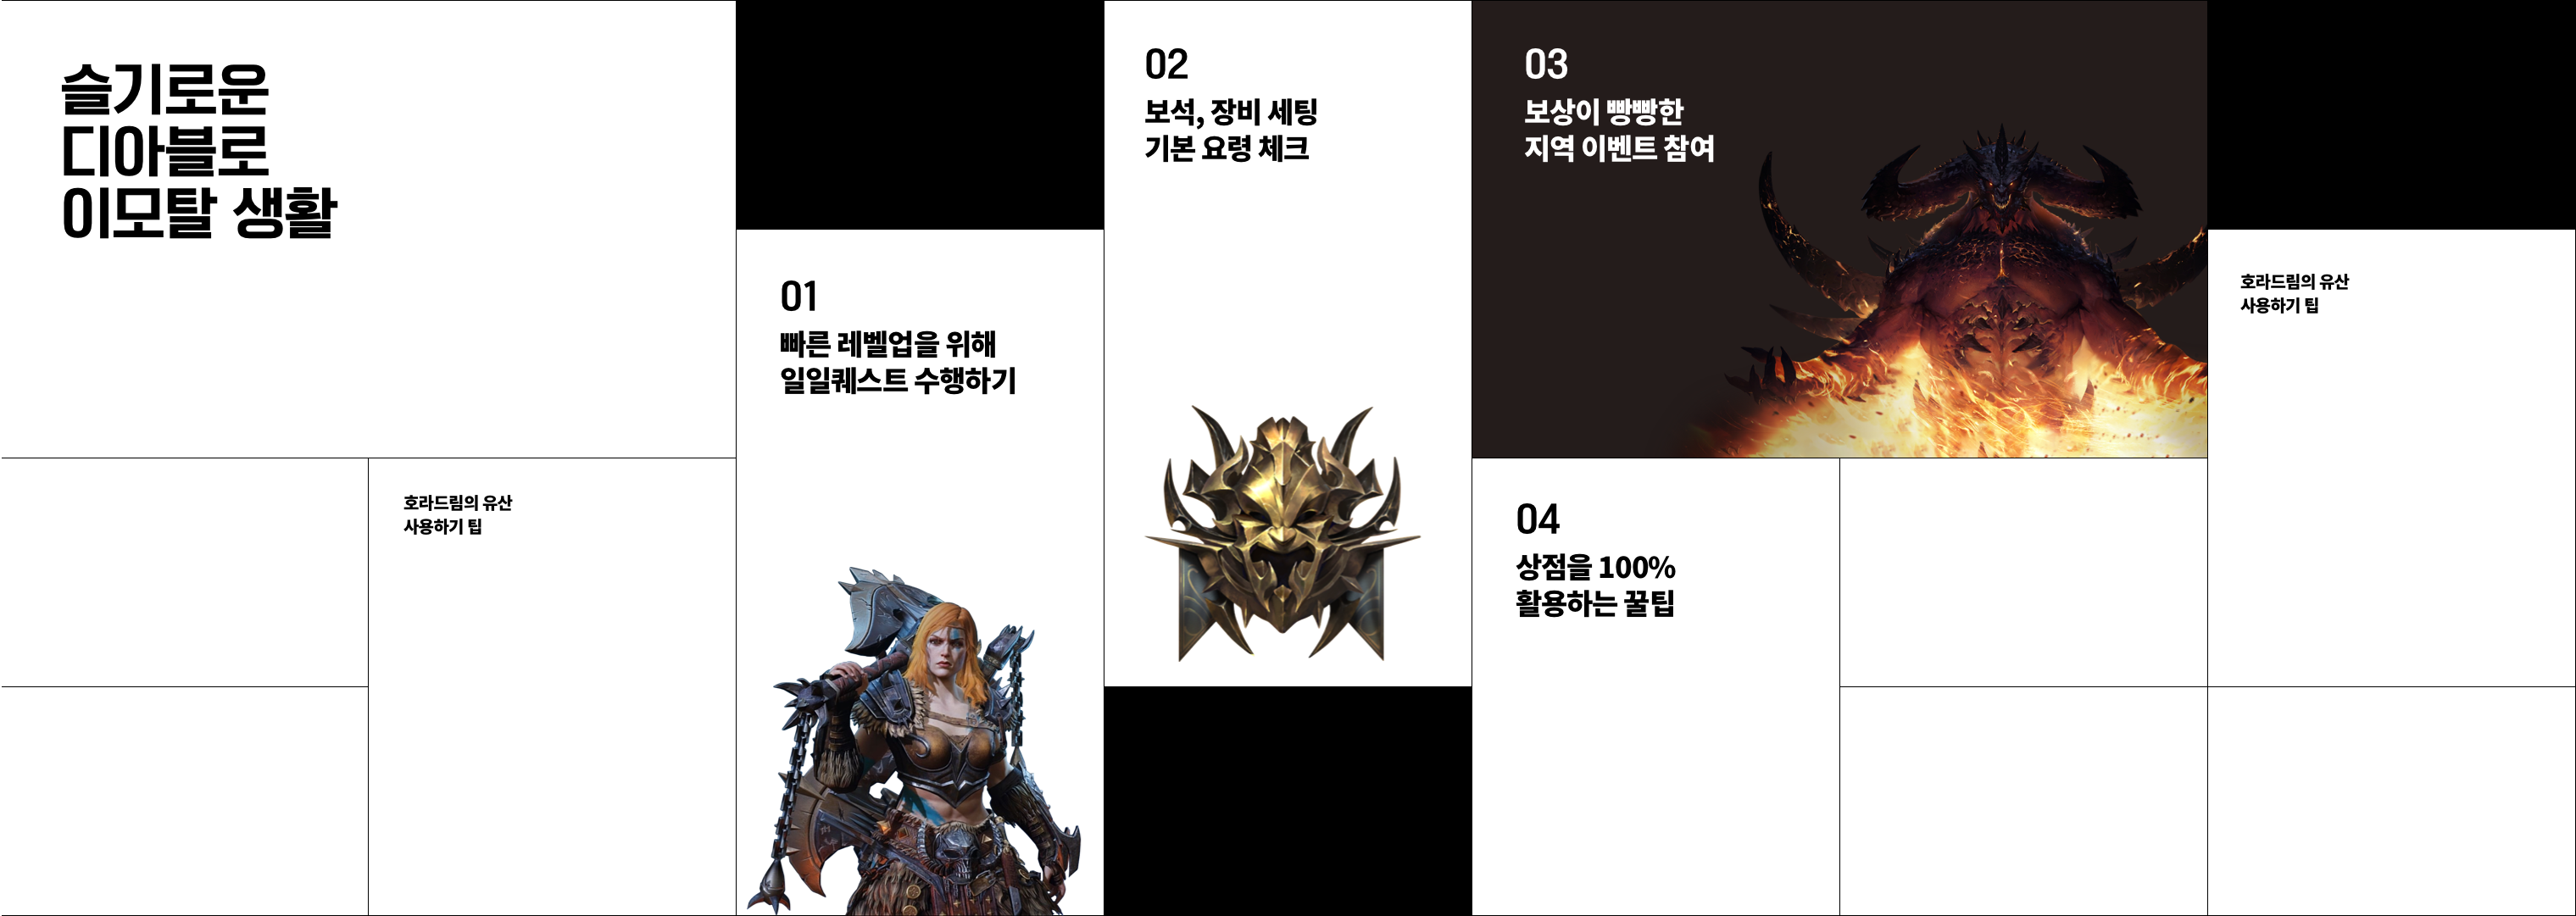 슬기로운
디아블로
이모탈 생활
호라드림의 유산
사용하기 팁
01
빠른 레벨업을 위해
일일퀘스트 수행하기
02
보석, 장비 세팅
기본 요령 체크
03
보상이 빵빵한
지역 이벤트 참여
04
상점을 100%
활용하는 꿀팁
호라드림의 유산
사용하기 팁